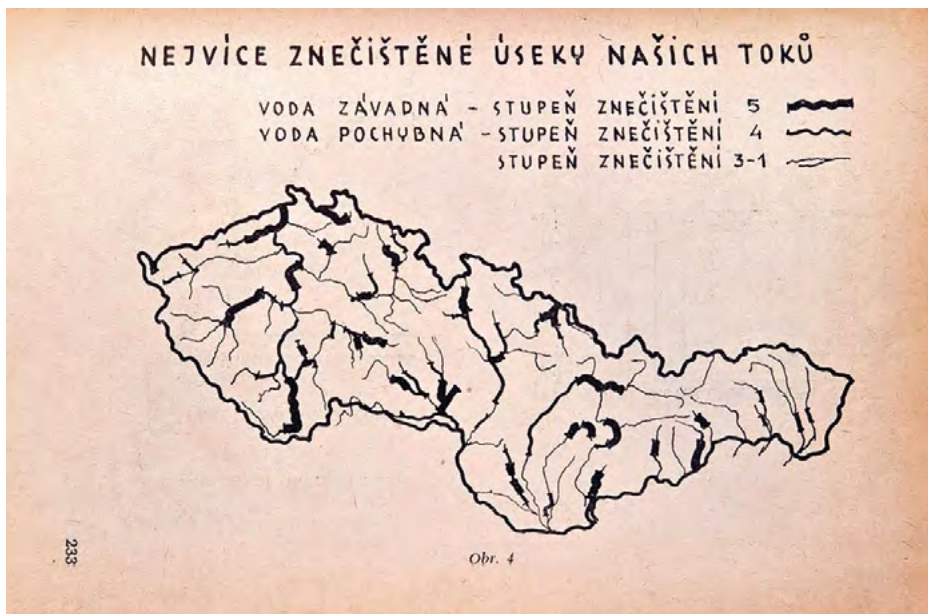 NEJVÍCE ZNEČIŠTĚNÉ ÚSEKY NAŠICH TOKŮ
VODA ZÁVADNÁ - STUPEŇ ZNEČIŠTĚNÍ 5
VODA POCHYBNÁ - STUPEŇ ZNEČIŠTĚNÍ 4
STUPEŇ ZNEČIŠTĚNÍ 3-1
Obr. 4
233